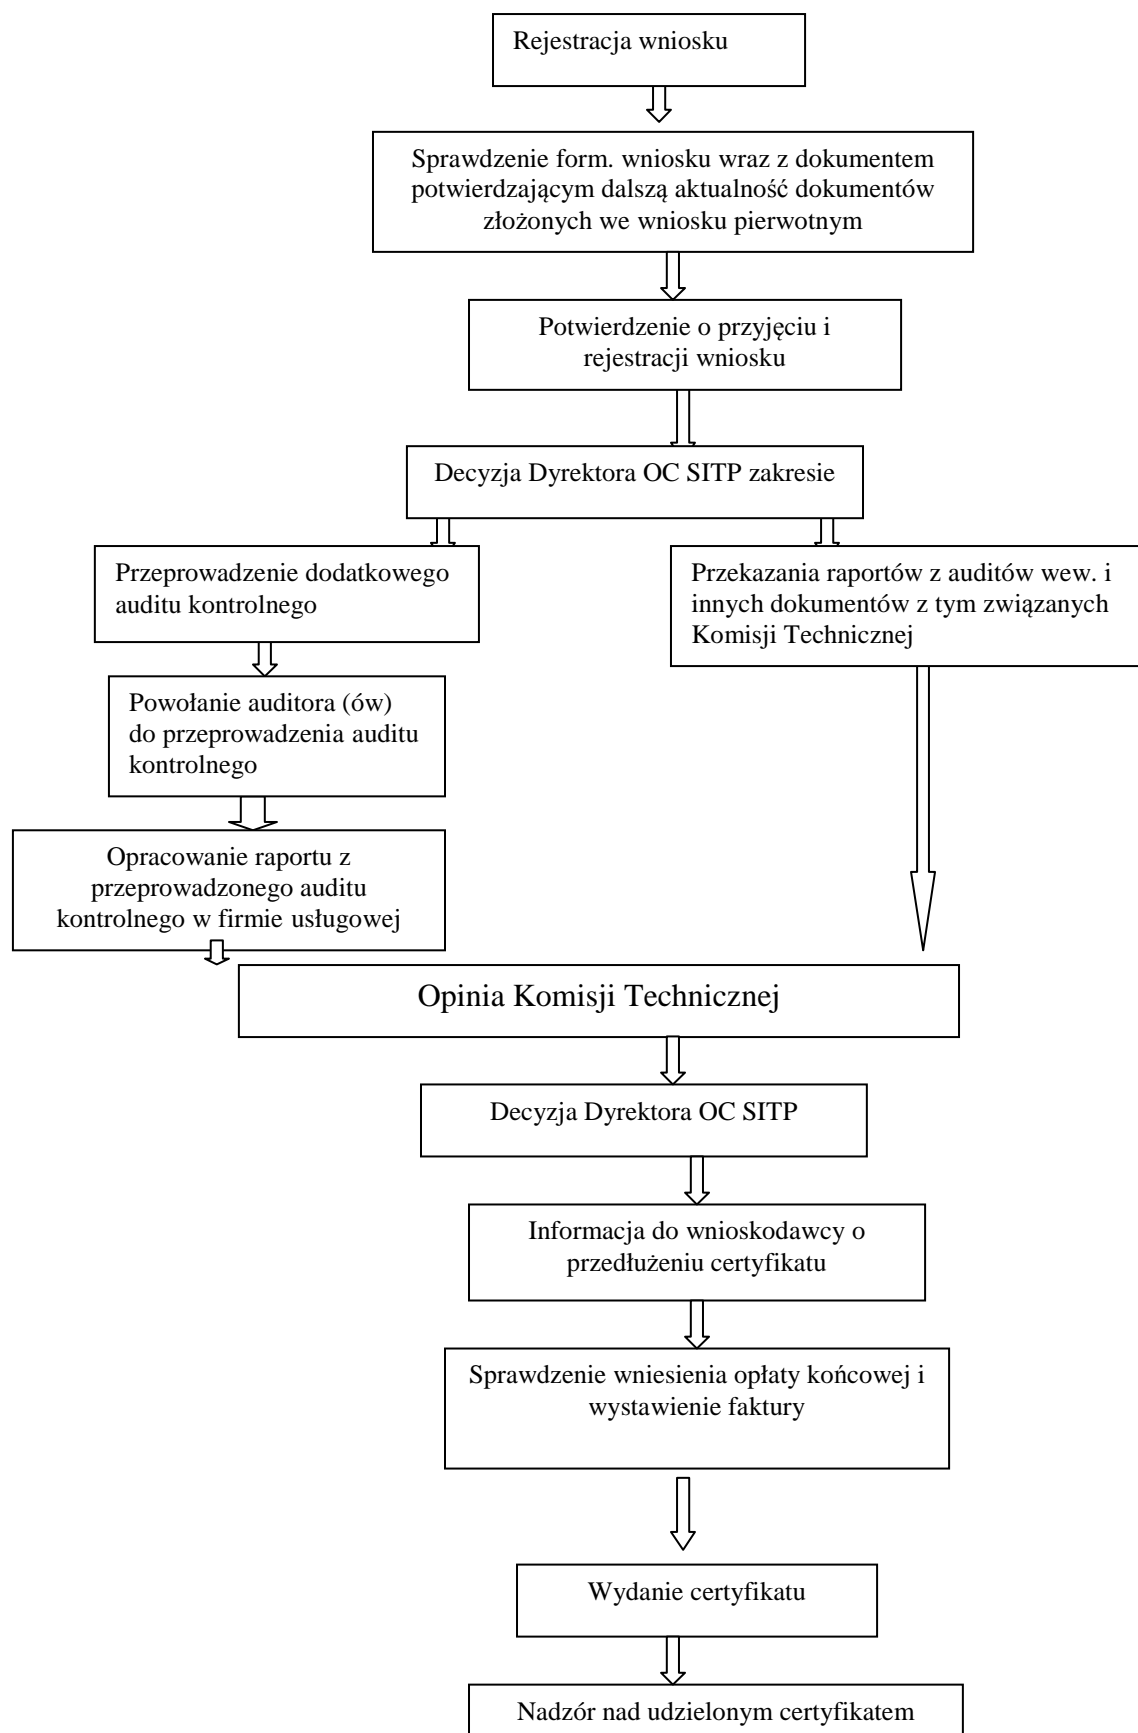 Rejestracja wniosku
Sprawdzenie form. wniosku wraz z dokumentem
potwierdzającym dalszą aktualność dokumentów
złożonych we wniosku pierwotnym
Potwierdzenie o przyjęciu i
rejestracji wniosku
Decyzja Dyrektora OC SITP zakresie
Przeprowadzenie dodatkowego
auditu kontrolnego
Przekazania raportów z auditów wew. i
innych dokumentów z tym związanych
Komisji Technicznej
Powołanie auditora (ów)
do przeprowadzenia auditu
kontrolnego
Opracowanie raportu z
przeprowadzonego auditu
kontrolnego w firmie usługowej
Opinia Komisji Technicznej
Decyzja Dyrektora OC SITP
Informacja do wnioskodawcy o
przedłużeniu certyfikatu
Sprawdzenie wniesienia opłaty końcowej i
wystawienie faktury
Wydanie certyfikatu
Nadzór nad udzielonym certyfikatem